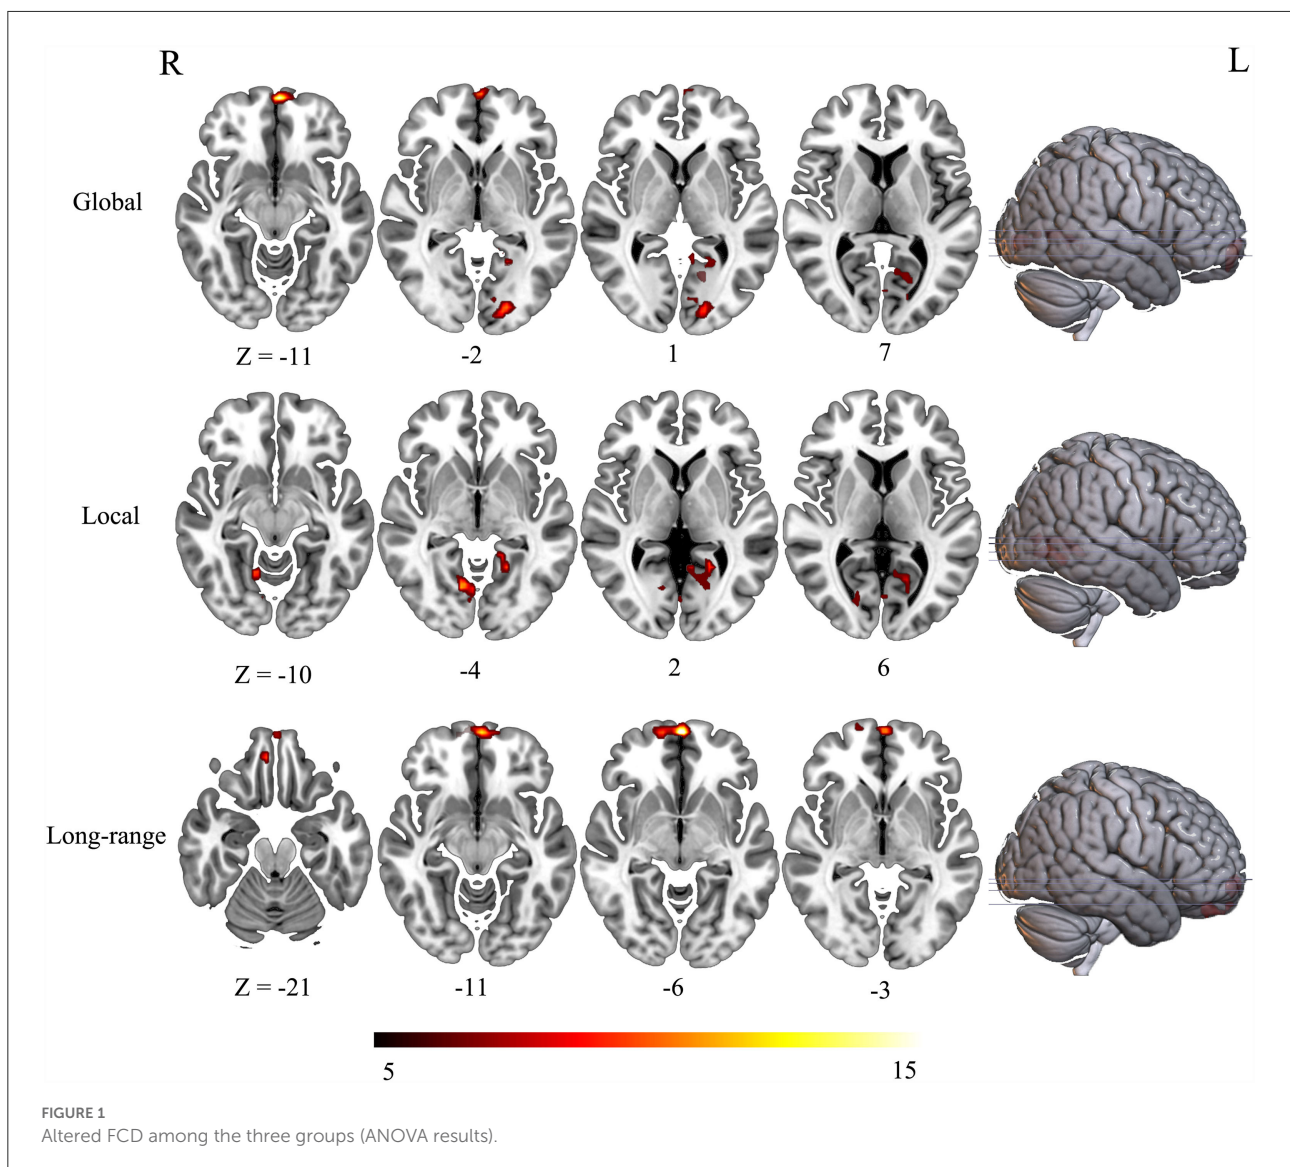 R
L
Global
Z = -11
-2
1
7
Local
Z = -10
-4
2
6
Long-range
Z = -21
-11
-6
-3
5
15
FIGURE 1
Altered FCD among the three groups (ANOVA results).